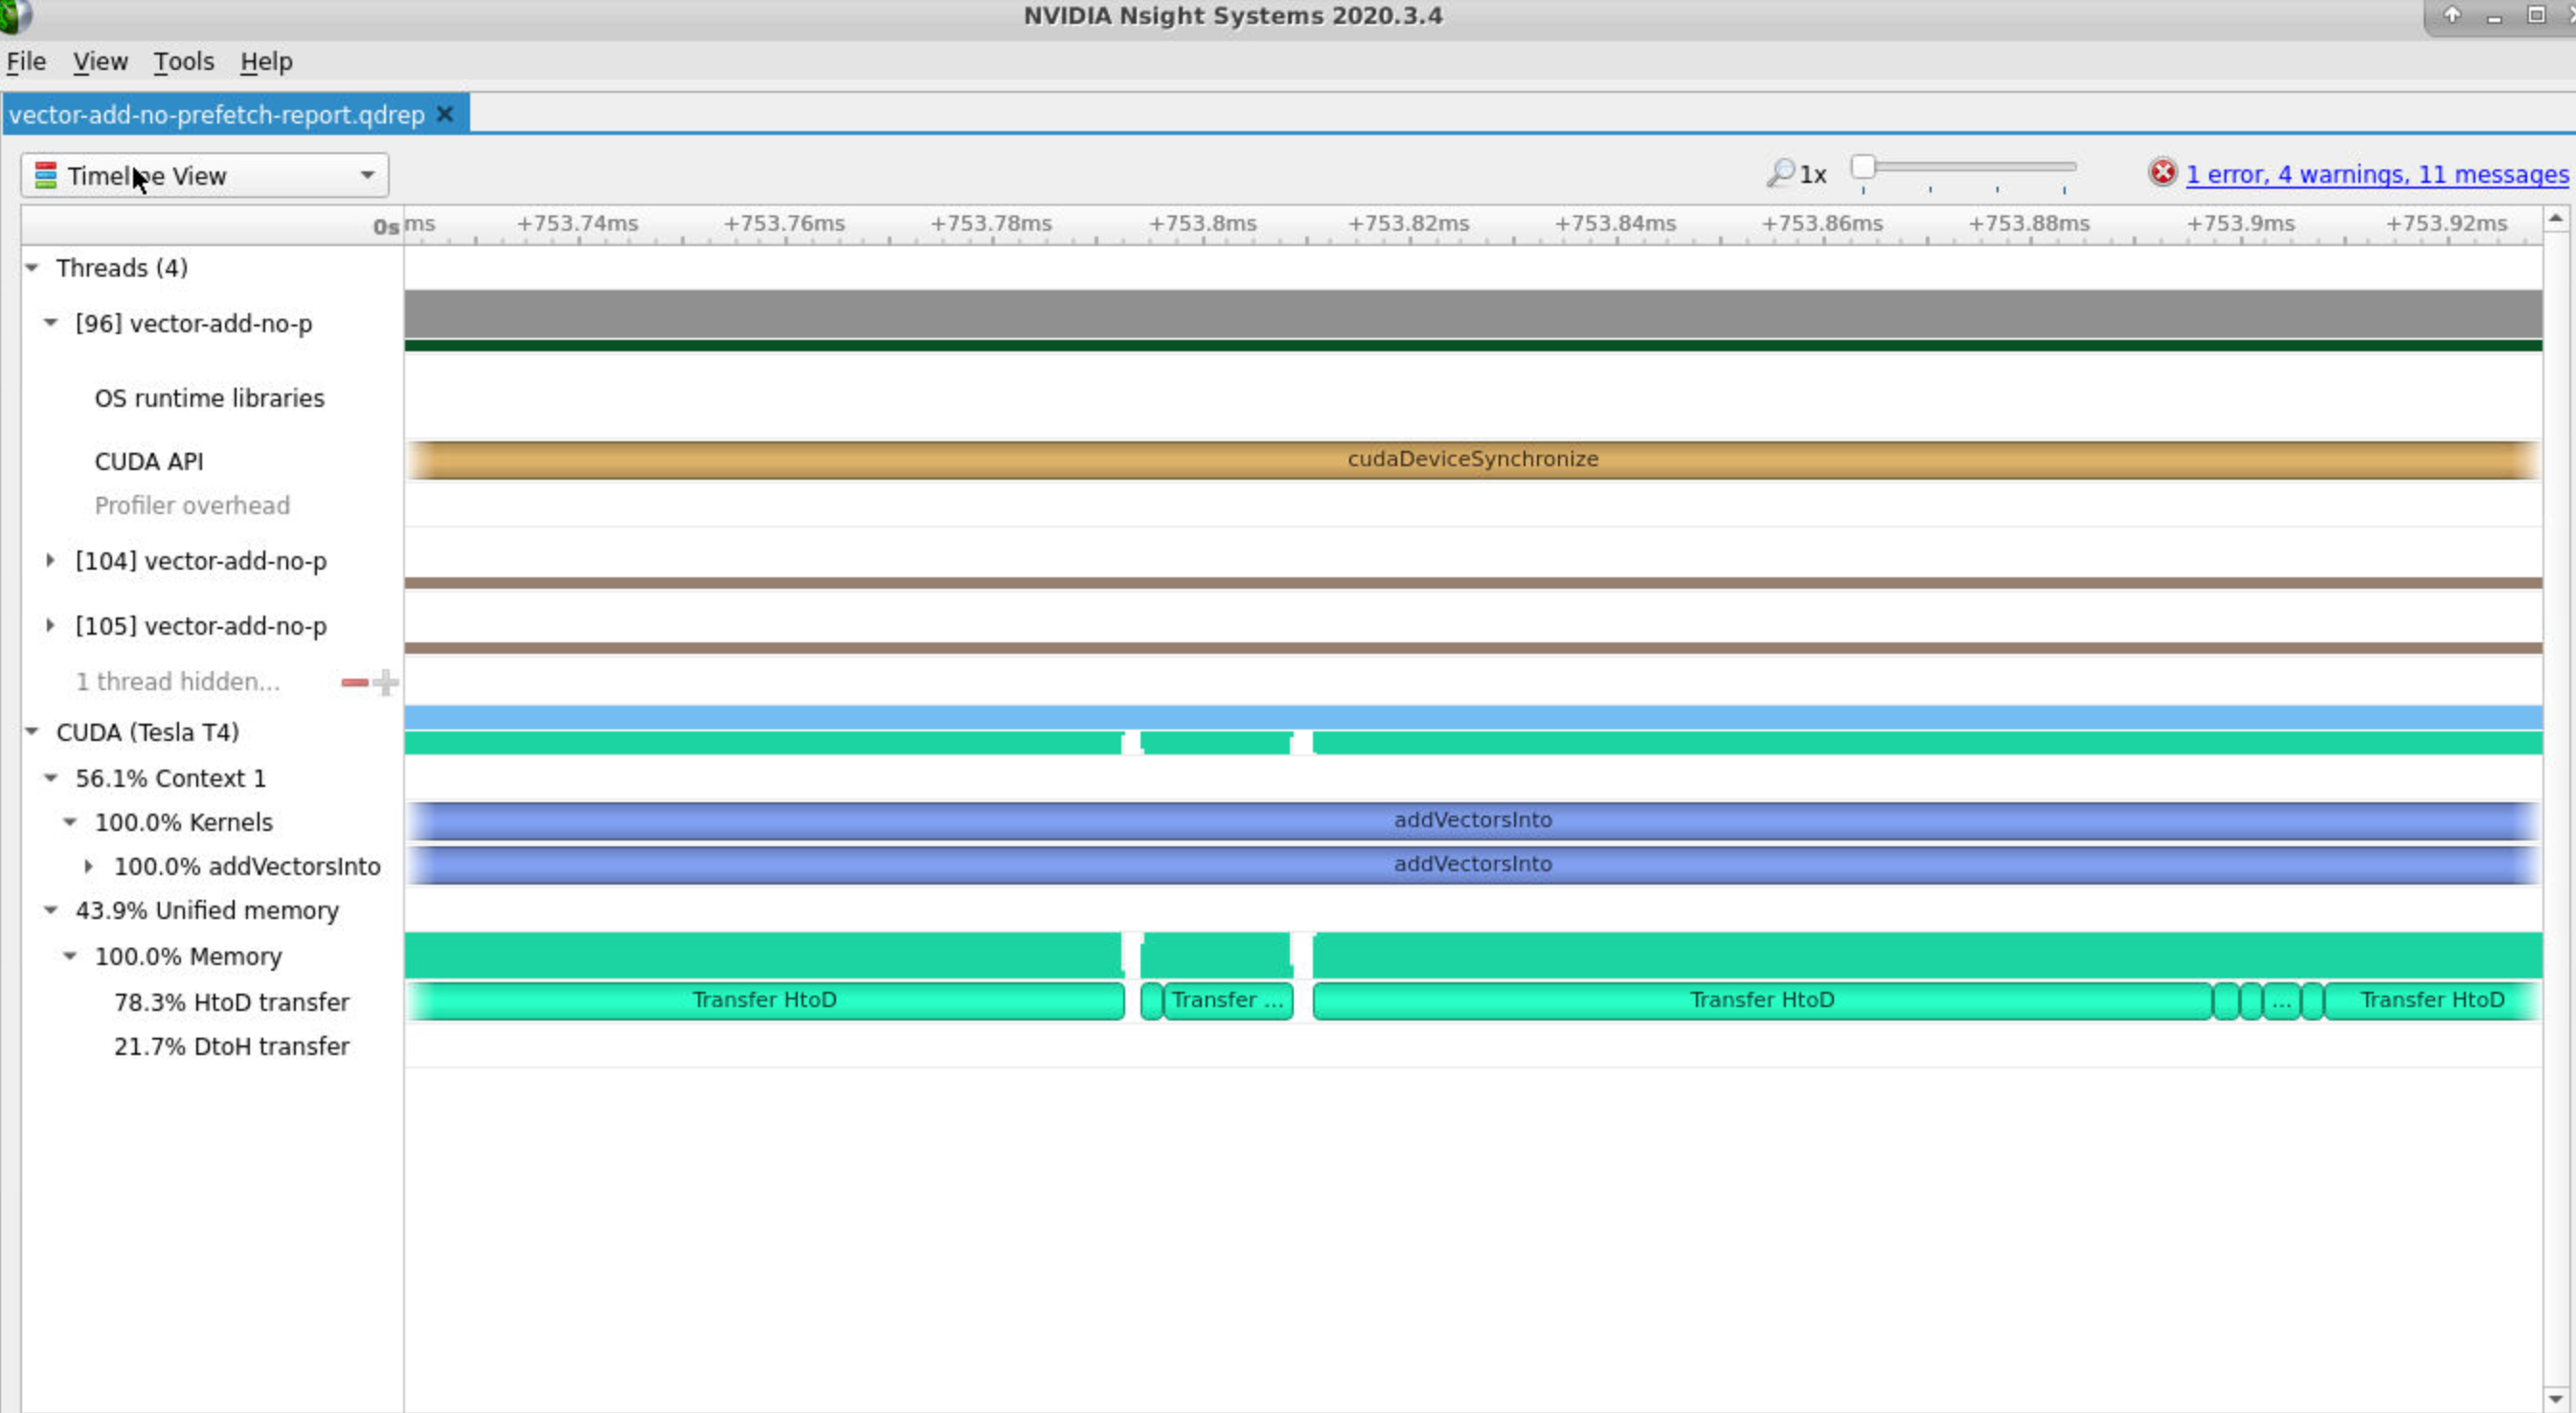 NVIDIA Nsight Systems 2020.3.4
File View Tools Help
vector-add-no-prefetch-report.qdrep
Timeline View 1x 1 error, 4 warnings, 11 messages
0s ms +753.74ms +753.76ms +753.78ms +753.8ms +753.82ms +753.84ms +753.86ms +753.88ms +753.9ms +753.92ms
Threads (4)
[96] vector-add-no-p
OS runtime libraries
CUDA API cudaDeviceSynchronize
Profiler overhead
[104] vector-add-no-p
[105] vector-add-no-p
1 thread hidden...
CUDA (Tesla T4)
56.1% Context 1
100.0% Kernels addVectorsInto
100.0% addVectorsInto addVectorsInto
43.9% Unified memory
100.0% Memory
78.3% HtoD transfer Transfer HtoD Transfer ... Transfer HtoD ... Transfer HtoD
21.7% DtoH transfer